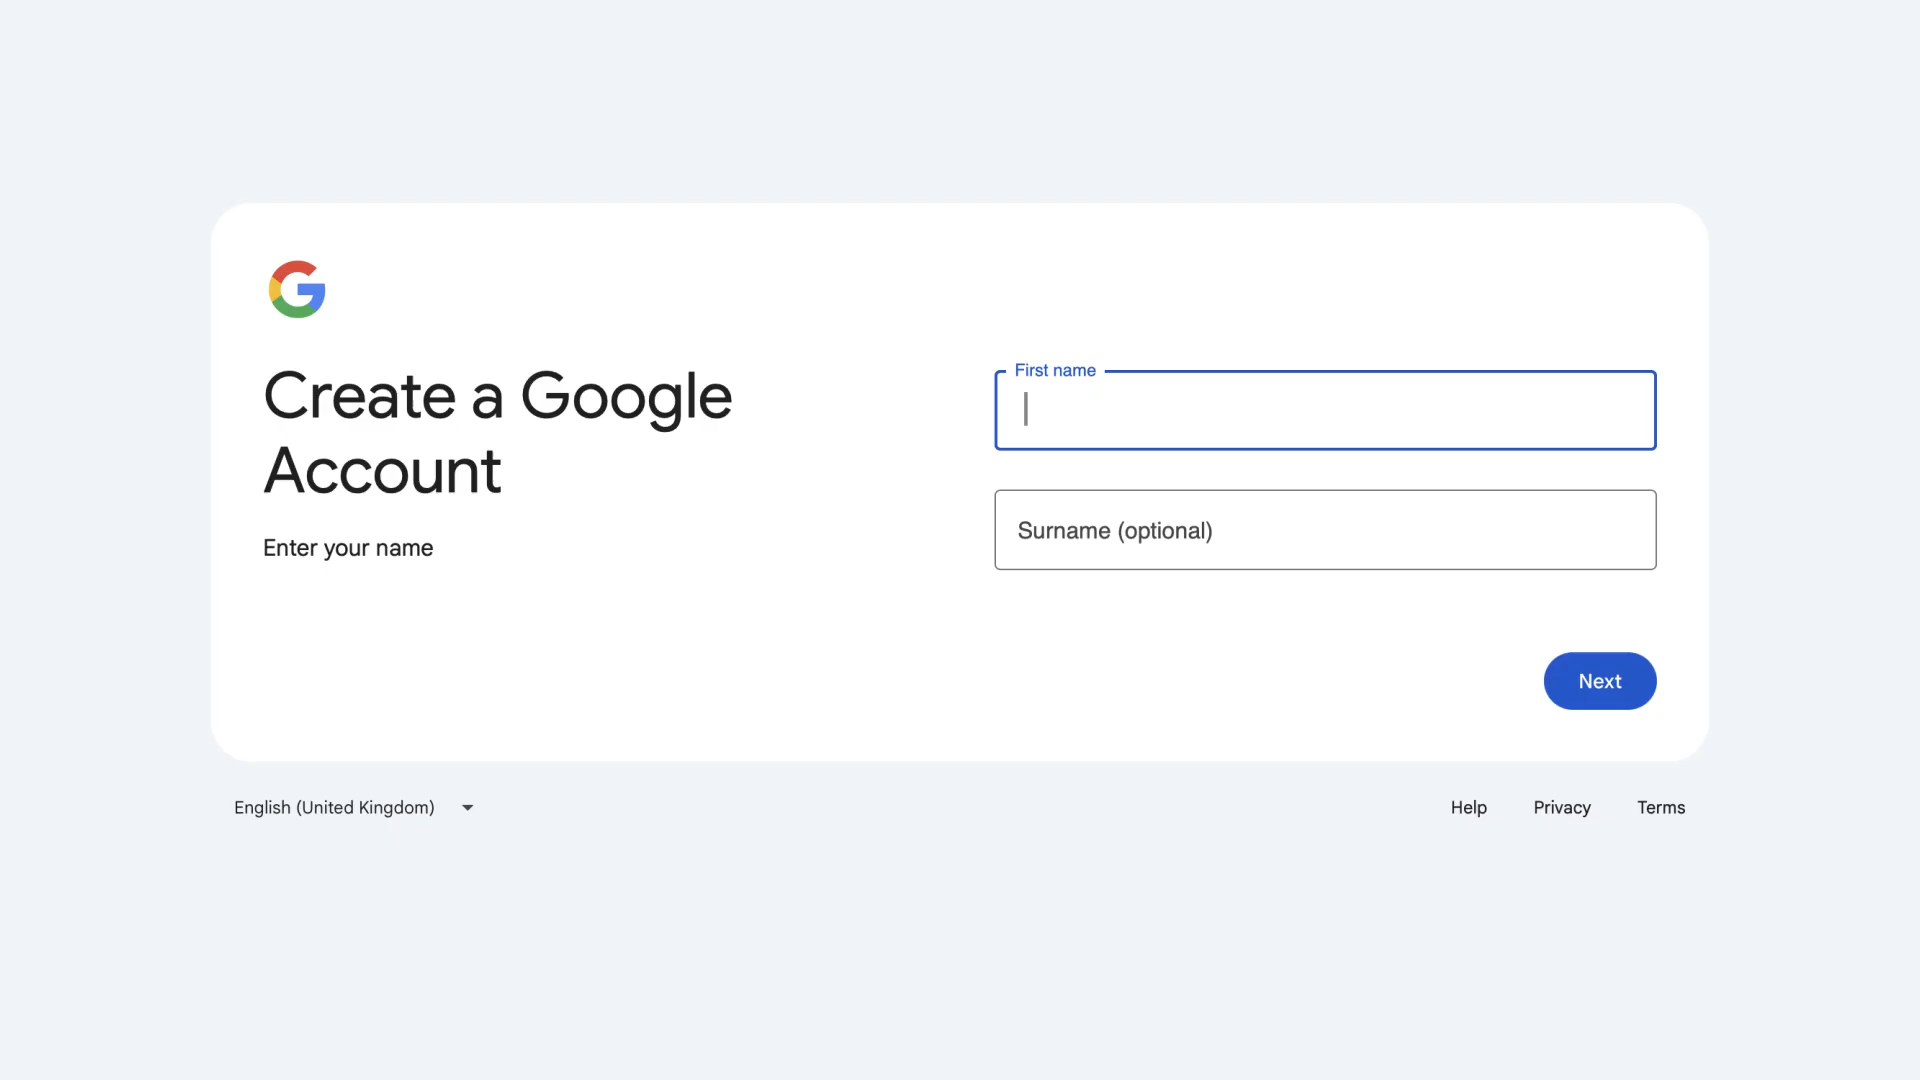 Create a Google
Account
Enter your name
First name
Surname (optional)
Next
English (United Kingdom)
Help
Privacy
Terms